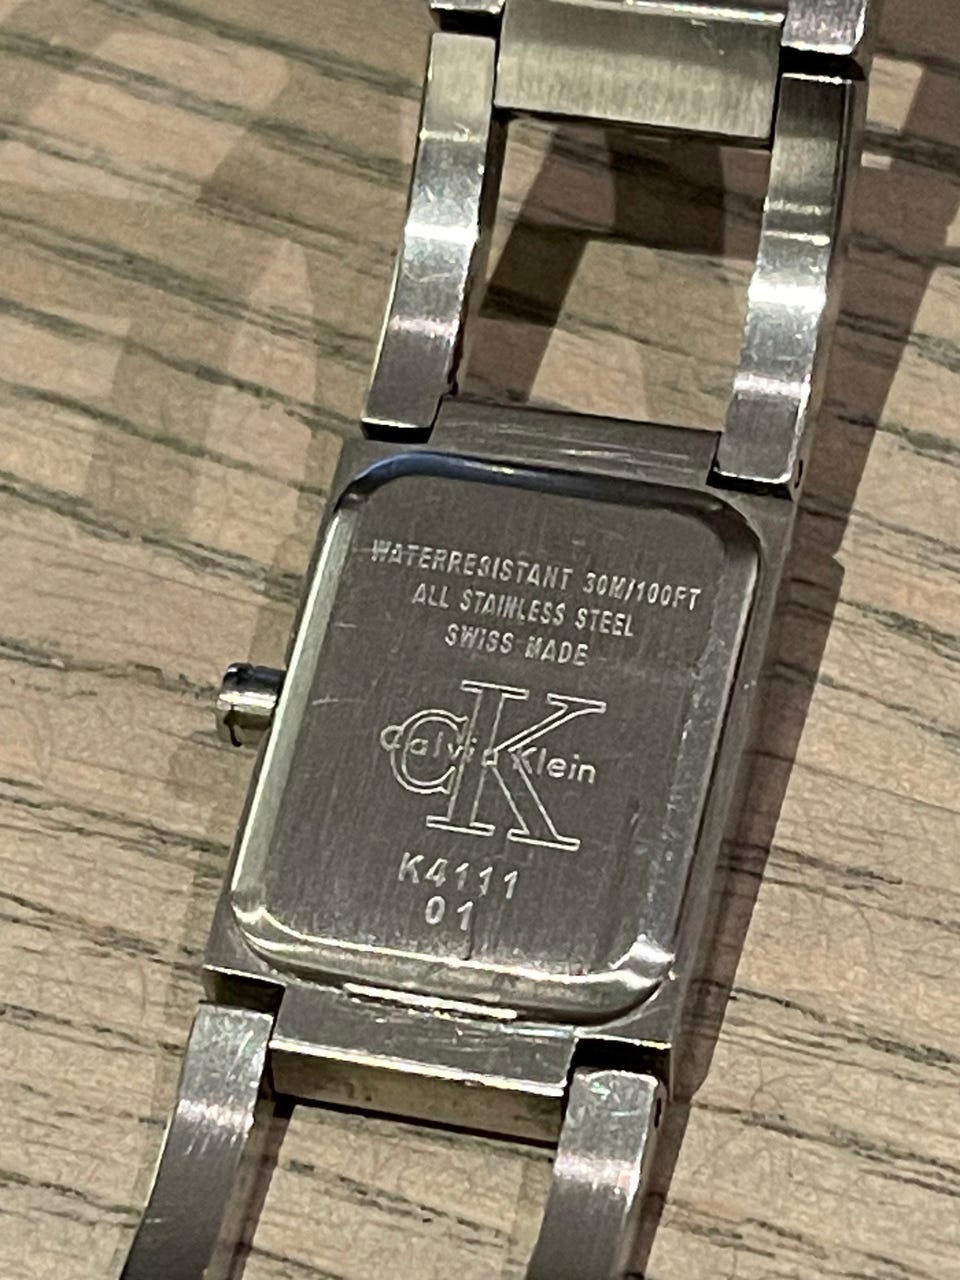 WATERRESISTANT 30M/100FT
ALL STAINLESS STEEL
SWISS MADE
cK
Calvin Klein
K4111
01